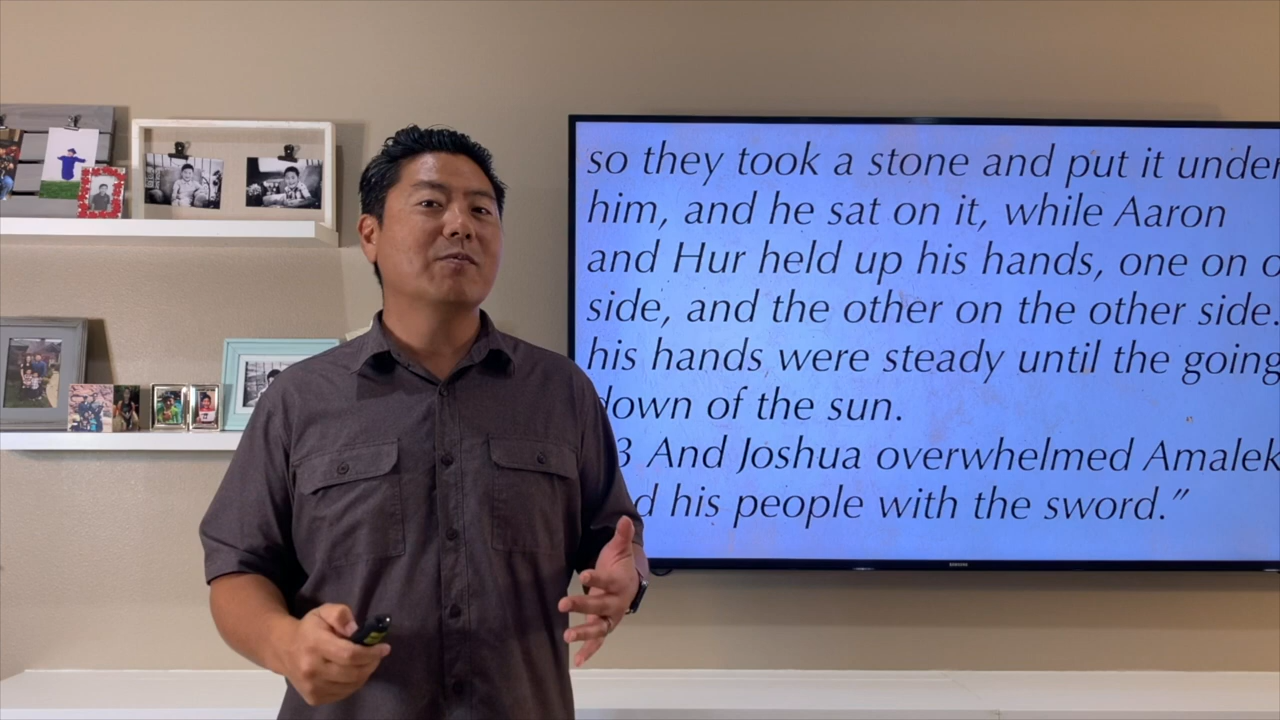 so they took a stone and put it under
him, and he sat on it, while Aaron
and Hur held up his hands, one on
side, and the other on the other side.
his hands were steady until the going
down of the sun.
3 And Joshua overwhelmed Amalek
his people with the sword.”
SAMSUNG